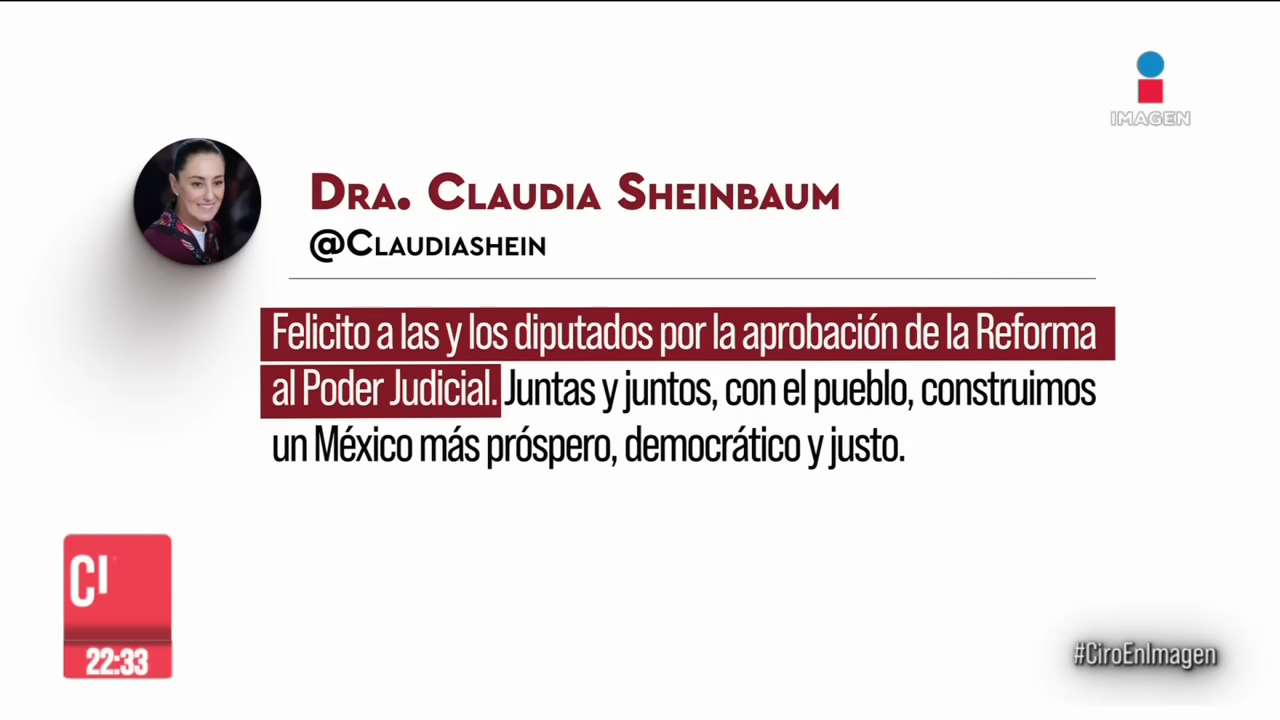 IMAGEN
DRA. CLAUDIA SHEINBAUM
@CLAUDIASHEIN
Felicito a las y los diputados por la aprobación de la Reforma
al Poder Judicial. Juntas y juntos, con el pueblo, construimos
un México más próspero, democrático y justo.
CI
22:33
#CiroEnImagen